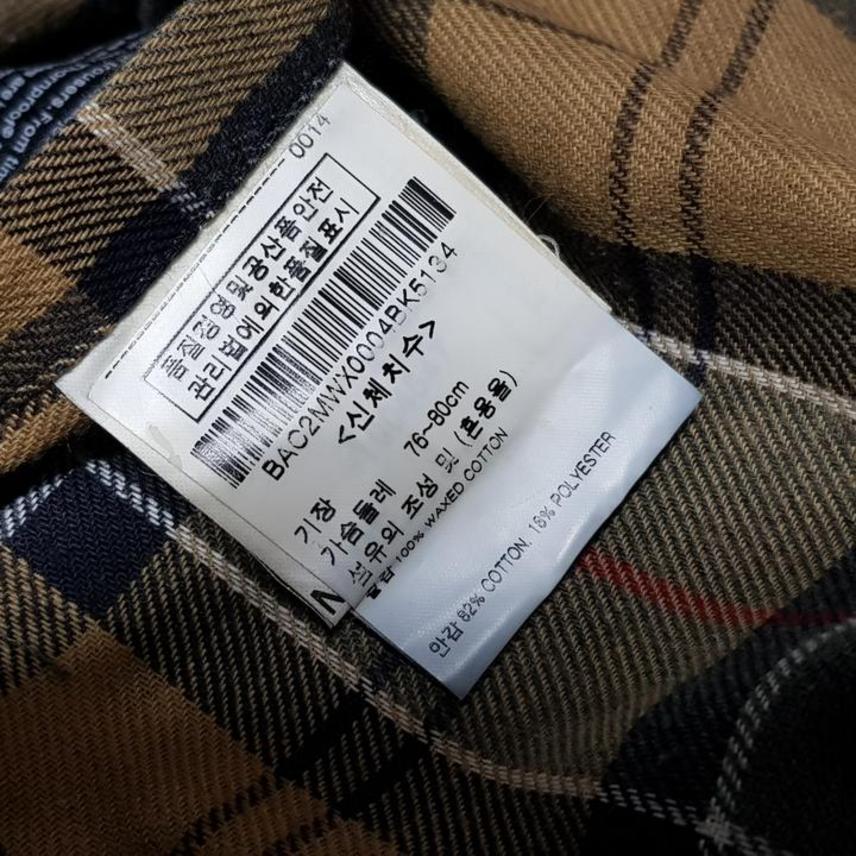 0014
품질경영및공산품안전
관리법에의한품질표시
BAC2MWX0004BK5134
<신체치수>
기장
가슴둘레 76~80cm
섬유의 조성 및 (혼용율)
겉감 100% WAXED COTTON
안감 82% COTTON, 18% POLYESTER
N
trousers. From